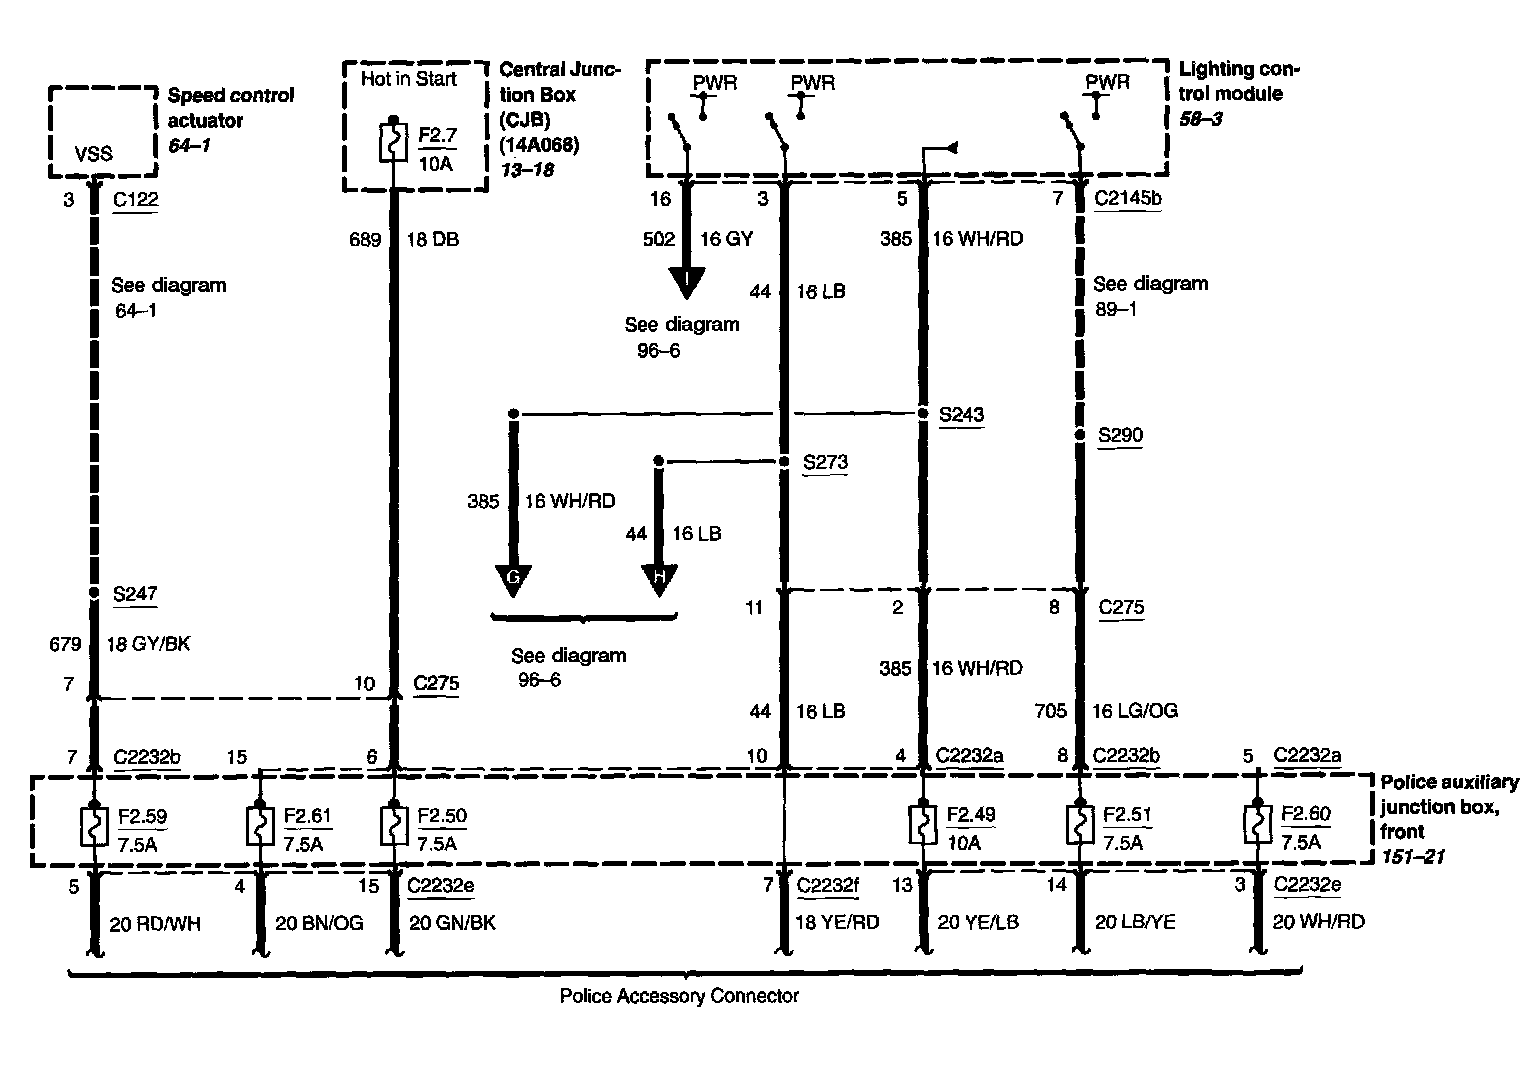 Hot in Start
F2.7
10A
Central Junc-
tion Box
(CJB)
(14A068)
13-18
VSS
Speed control
actuator
64-1
PWR
PWR
PWR
Lighting con-
trol module
58-3
3 C122
16 3 5 7 C2145b
689 18 DB
502 16 GY
385 16 WH/RD
See diagram
64-1
I
44 16 LB
See diagram
89-1
See diagram
96-6
S243
S290
S273
385 16 WH/RD
44 16 LB
G H
S247
11 2 8 C275
679 18 GY/BK
See diagram
96-6
385 16 WH/RD
7 10 C275
44 16 LB
705 16 LG/OG
7 C2232b 15 6 10 4 C2232a 8 C2232b 5 C2232a
F2.59
7.5A
F2.61
7.5A
F2.50
7.5A
F2.49
10A
F2.51
7.5A
F2.60
7.5A
Police auxiliary
junction box,
front
151-21
5 4 15 C2232e 7 C2232f 13 14 3 C2232e
20 RD/WH 20 BN/OG 20 GN/BK 18 YE/RD 20 YE/LB 20 LB/YE 20 WH/RD
Police Accessory Connector